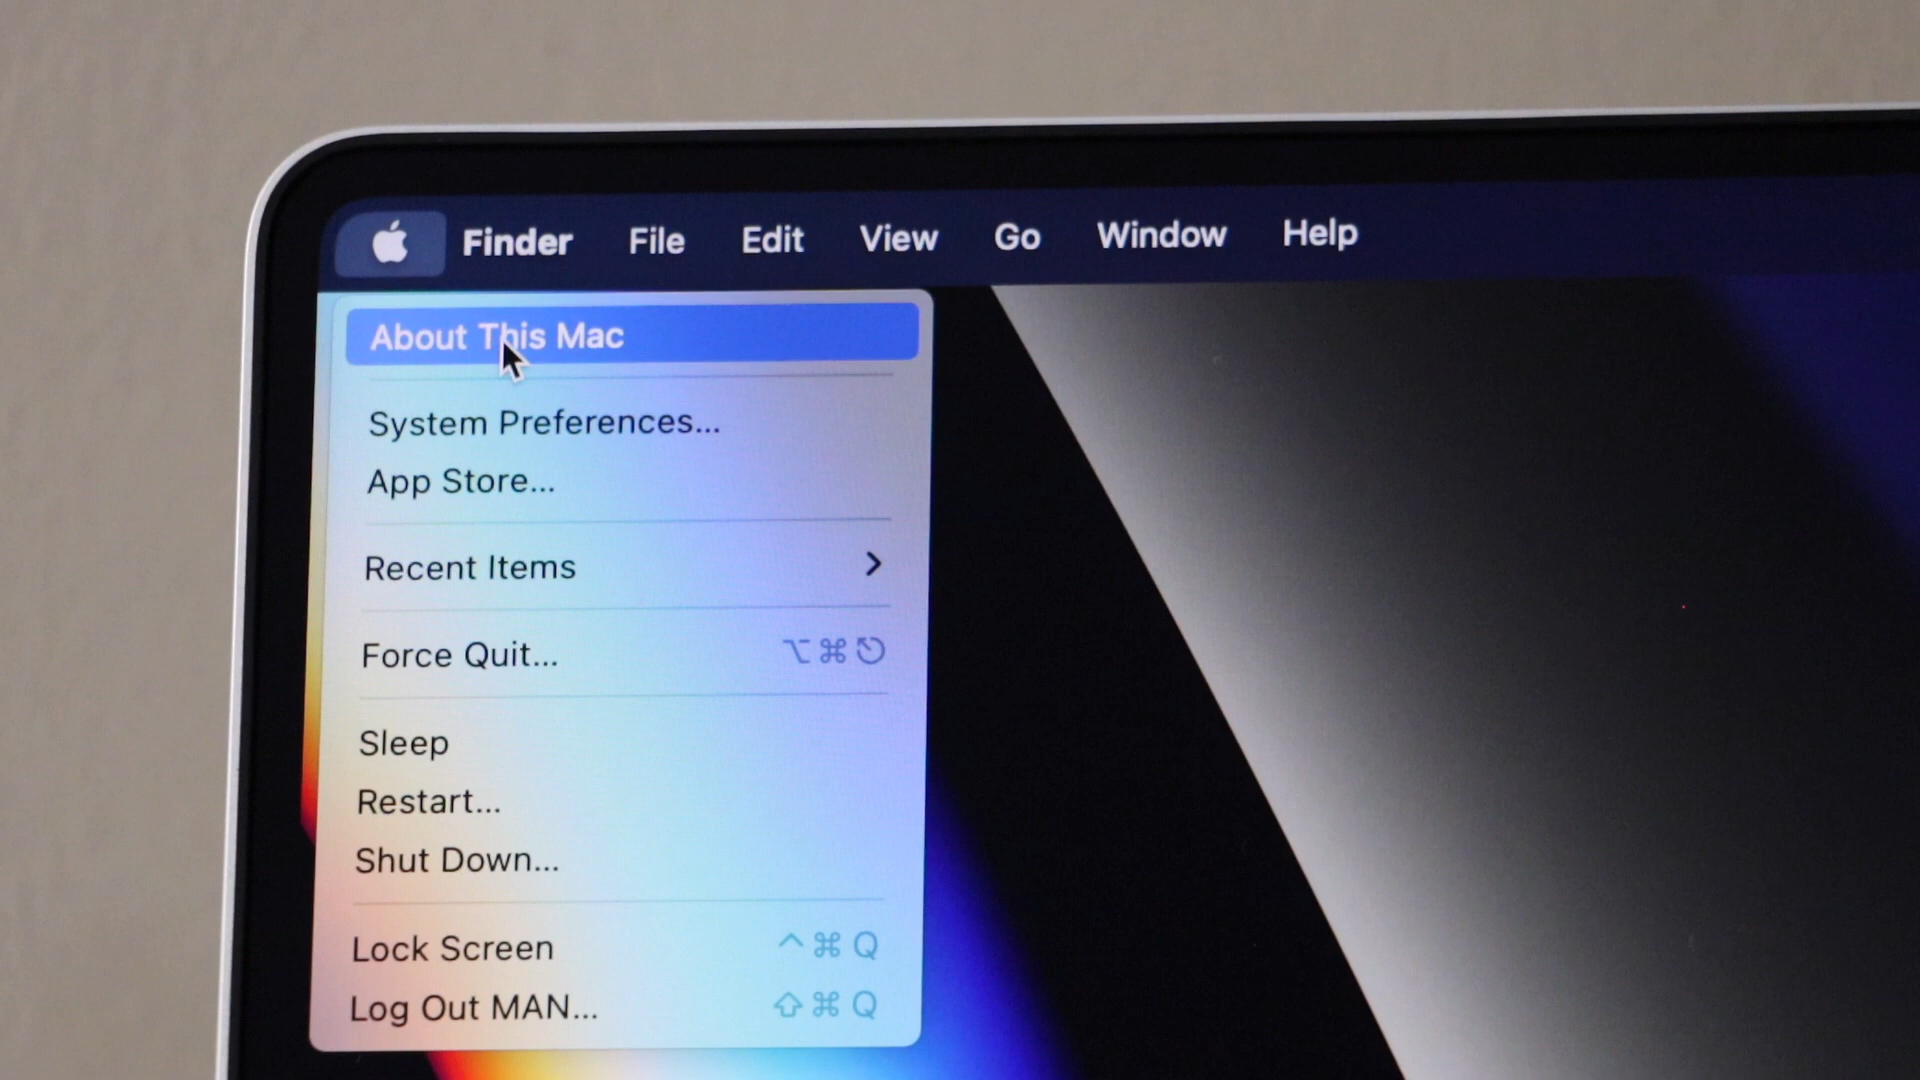 Finder File Edit View Go Window Help
About This Mac
System Preferences...
App Store...
Recent Items
Force Quit... ⌥⌘⎋
Sleep
Restart...
Shut Down...
Lock Screen ^⌘Q
Log Out MAN... ⇧⌘Q